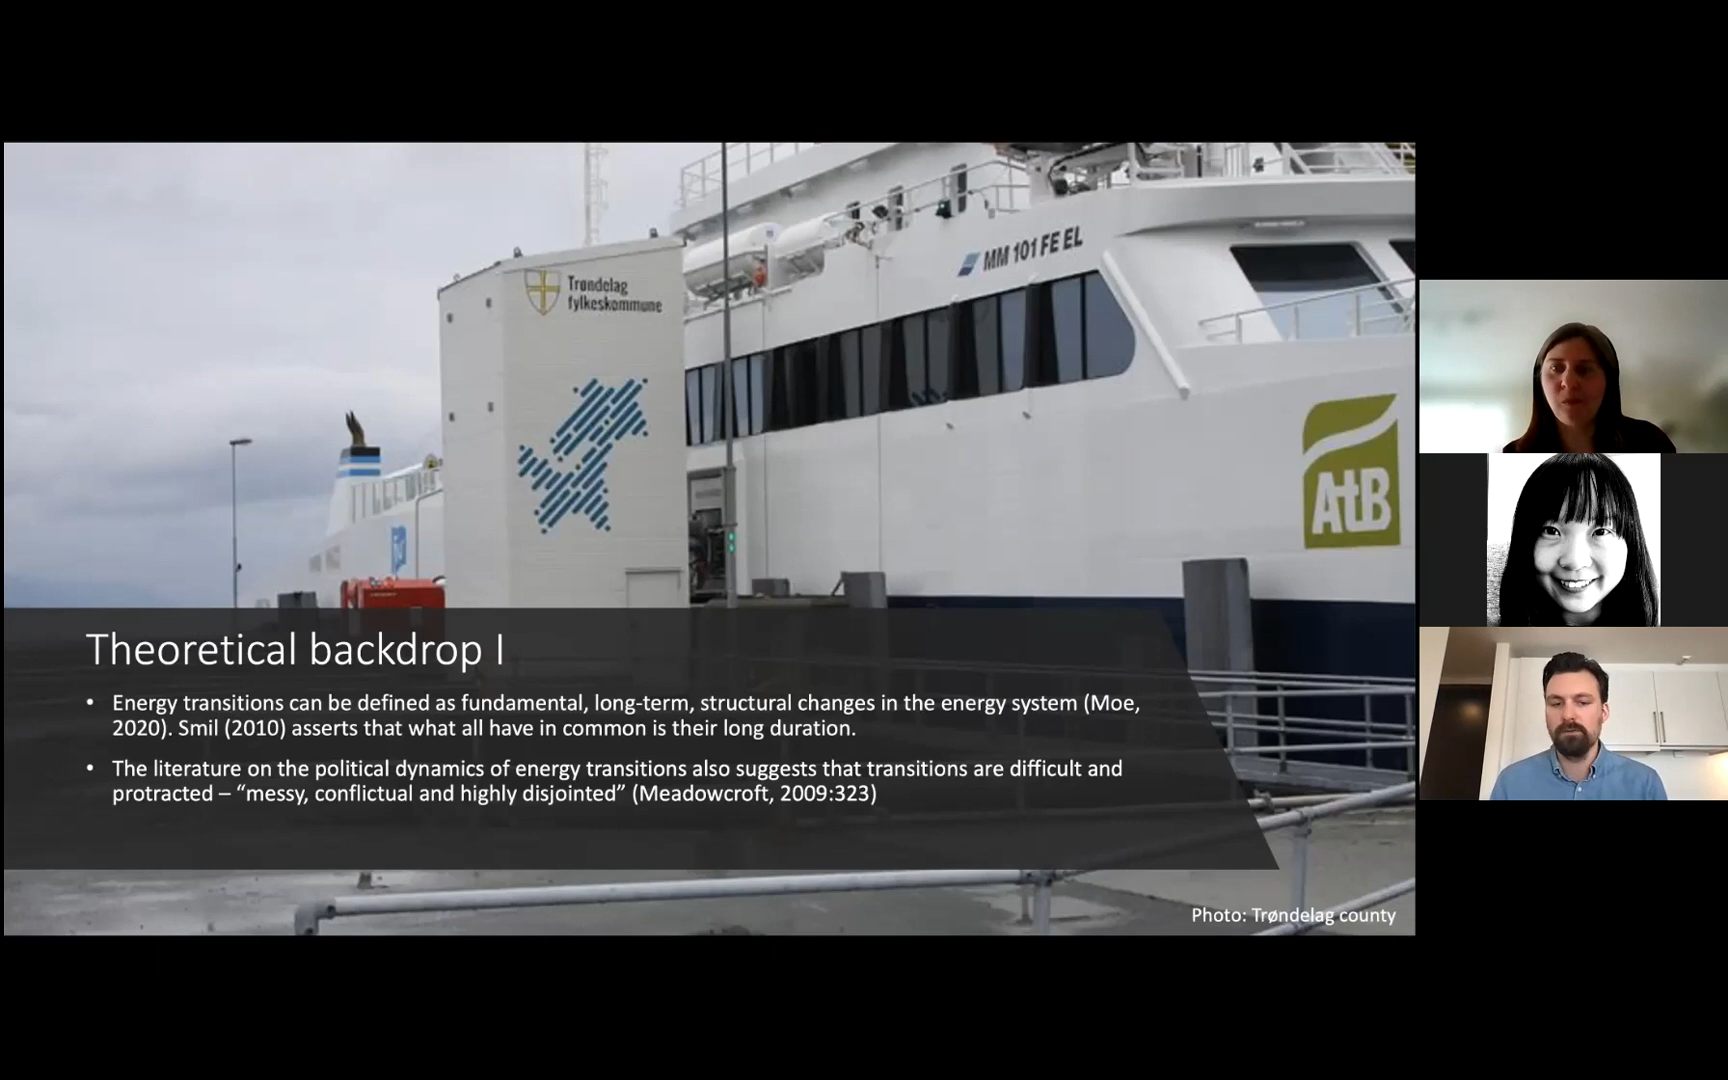 Trøndelag
fylkeskommune
MM 101 FE EL
AtB
Theoretical backdrop I
• Energy transitions can be defined as fundamental, long-term, structural changes in the energy system (Moe,
2020). Smil (2010) asserts that what all have in common is their long duration.
• The literature on the political dynamics of energy transitions also suggests that transitions are difficult and
protracted – “messy, conflictual and highly disjointed” (Meadowcroft, 2009:323)
Photo: Trøndelag county